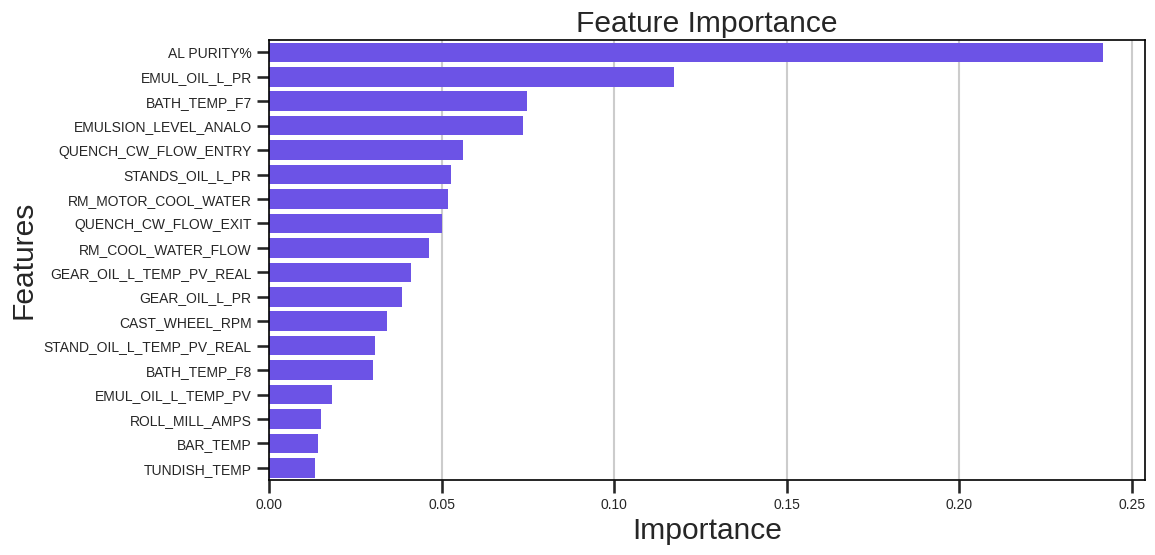 Feature Importance
Features
AL PURITY%
EMUL_OIL_L_PR
BATH_TEMP_F7
EMULSION_LEVEL_ANALO
QUENCH_CW_FLOW_ENTRY
STANDS_OIL_L_PR
RM_MOTOR_COOL_WATER
QUENCH_CW_FLOW_EXIT
RM_COOL_WATER_FLOW
GEAR_OIL_L_TEMP_PV_REAL
GEAR_OIL_L_PR
CAST_WHEEL_RPM
STAND_OIL_L_TEMP_PV_REAL
BATH_TEMP_F8
EMUL_OIL_L_TEMP_PV
ROLL_MILL_AMPS
BAR_TEMP
TUNDISH_TEMP
0.00 0.05 0.10 0.15 0.20 0.25
Importance